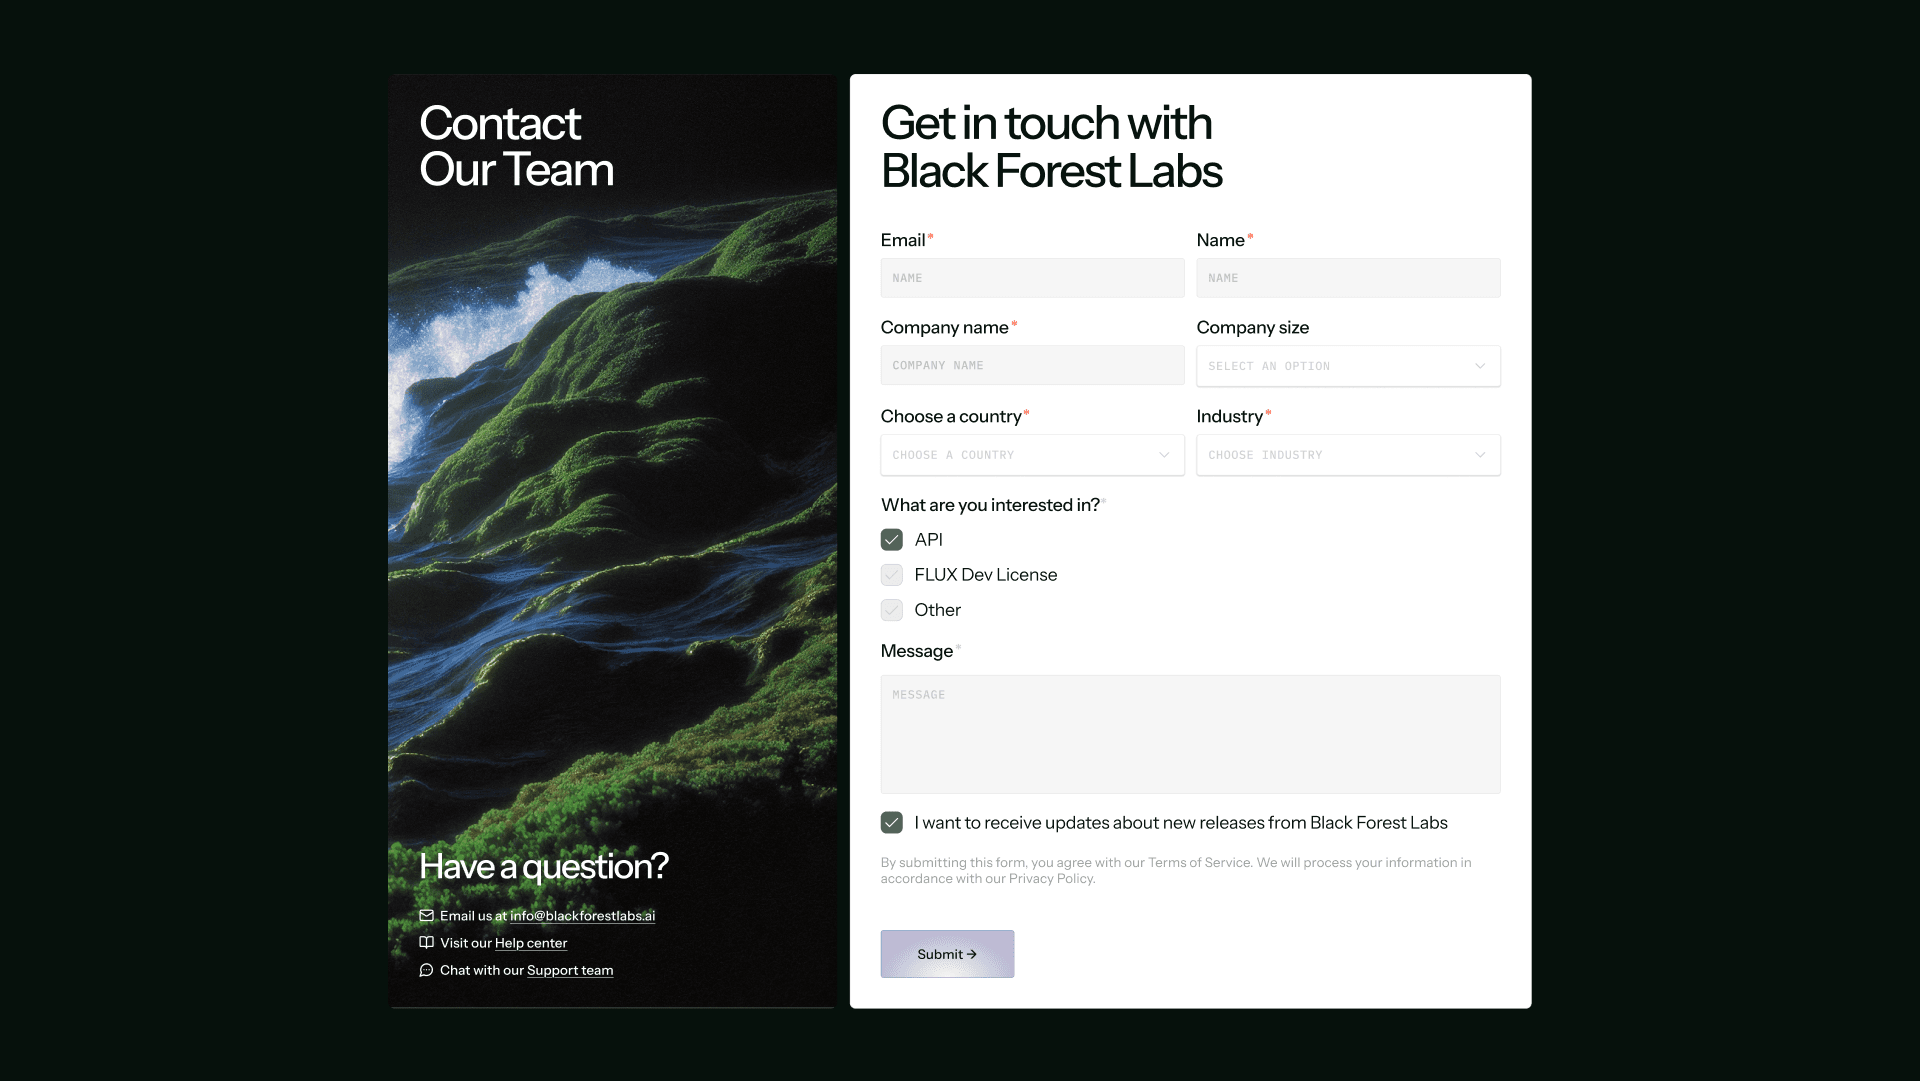 Contact
Our Team
Have a question?
Email us at info@blackforestlabs.ai
Visit our Help center
Chat with our Support team
Get in touch with
Black Forest Labs
Email*
NAME
Name*
NAME
Company name*
COMPANY NAME
Company size
SELECT AN OPTION
Choose a country*
CHOOSE A COUNTRY
Industry*
CHOOSE INDUSTRY
What are you interested in?*
API
FLUX Dev License
Other
Message*
MESSAGE
I want to receive updates about new releases from Black Forest Labs
By submitting this form, you agree with our Terms of Service. We will process your information in
accordance with our Privacy Policy.
Submit →